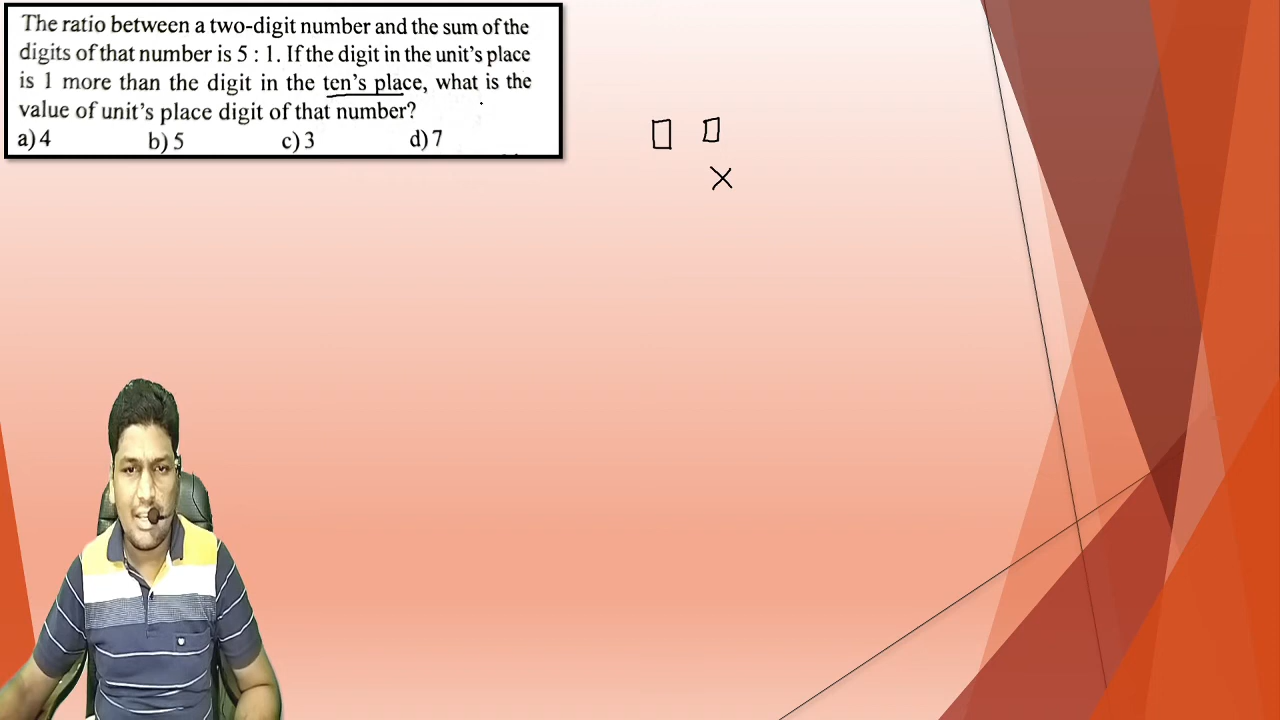 The ratio between a two-digit number and the sum of the
digits of that number is 5 : 1. If the digit in the unit's place
is 1 more than the digit in the ten's place, what is the
value of unit's place digit of that number?
a) 4 b) 5 c) 3 d) 7
x